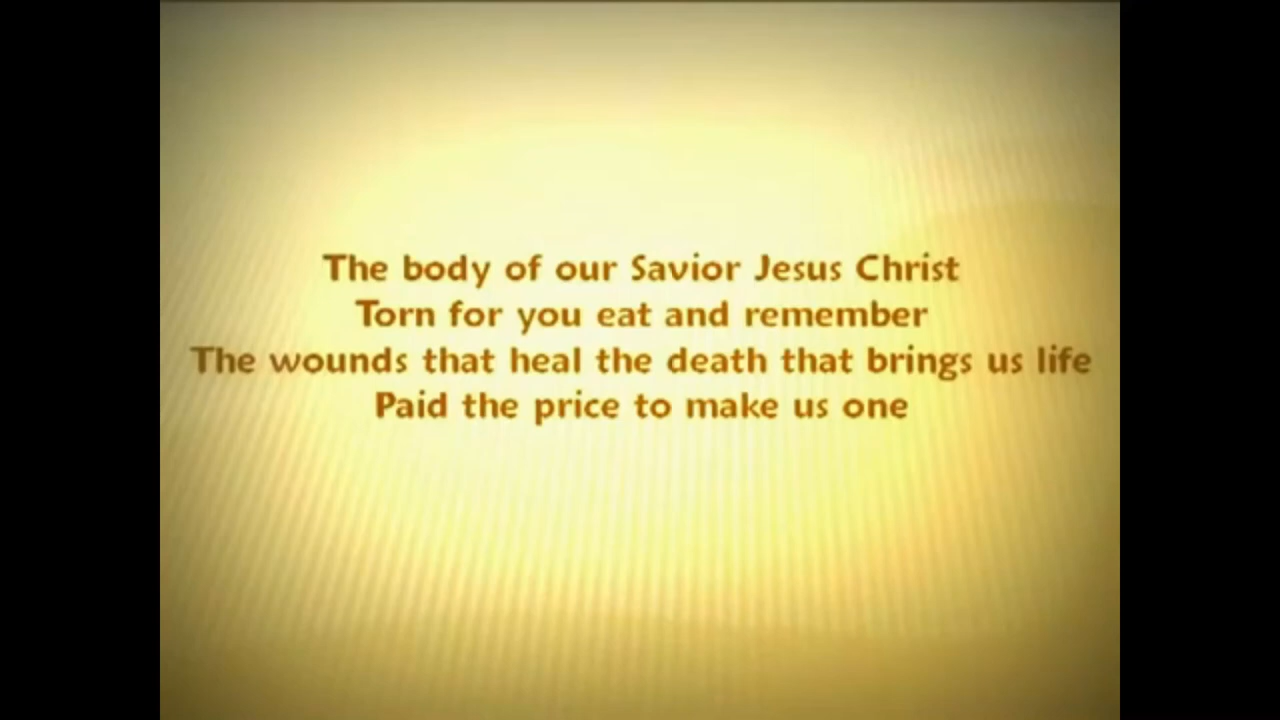 The body of our Savior Jesus Christ
Torn for you eat and remember
The wounds that heal the death that brings us life
Paid the price to make us one